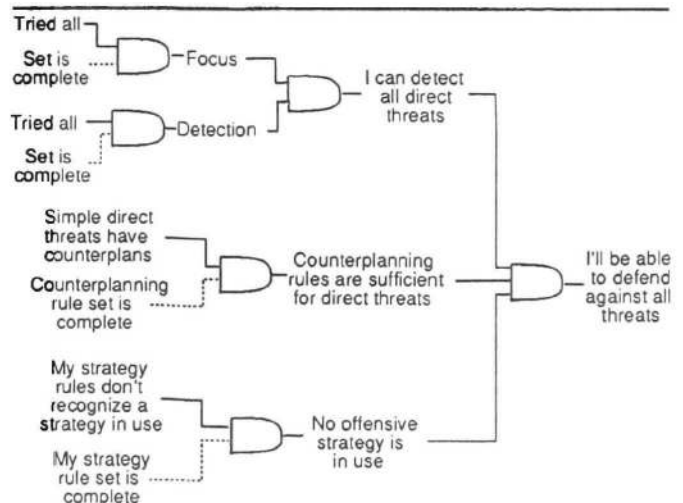 Tried all
Set is
complete
Focus
Tried all
Set is
complete
Detection
I can detect
all direct
threats
Simple direct
threats have
counterplans
Counterplanning
rule set is
complete
Counterplanning
rules are sufficient
for direct threats
I'll be able
to defend
against all
threats
My strategy
rules don't
recognize a
strategy in use
My strategy
rule set is
complete
No offensive
strategy is
in use